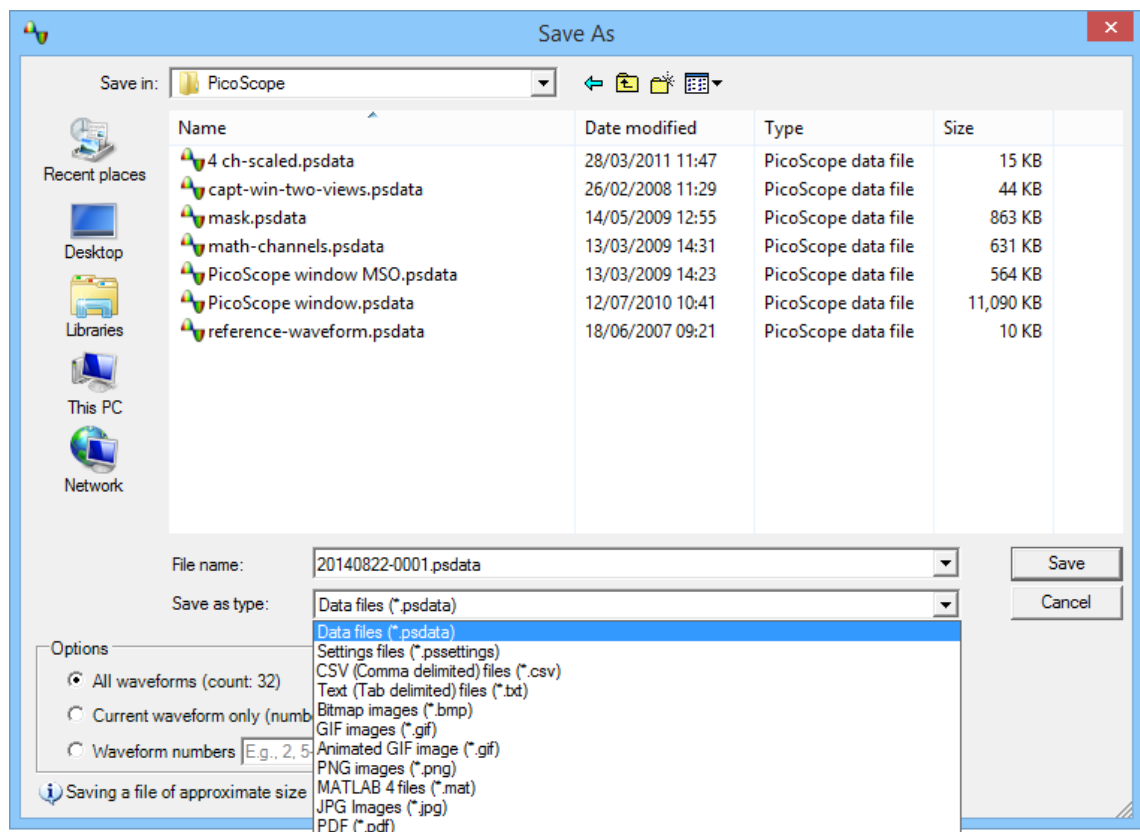 Save As
Save in: PicoScope
Recent places
Desktop
Libraries
This PC
Network
Name Date modified Type Size
4 ch-scaled.psdata 28/03/2011 11:47 PicoScope data file 15 KB
capt-win-two-views.psdata 26/02/2008 11:29 PicoScope data file 44 KB
mask.psdata 14/05/2009 12:55 PicoScope data file 863 KB
math-channels.psdata 13/03/2009 14:31 PicoScope data file 631 KB
PicoScope window MSO.psdata 13/03/2009 14:23 PicoScope data file 564 KB
PicoScope window.psdata 12/07/2010 10:41 PicoScope data file 11,090 KB
reference-waveform.psdata 18/06/2007 09:21 PicoScope data file 10 KB
File name: 20140822-0001.psdata Save
Save as type: Data files (*.psdata) Cancel
Data files (*.psdata)
Settings files (*.pssettings)
CSV (Comma delimited) files (*.csv)
Text (Tab delimited) files (*.txt)
Bitmap images (*.bmp)
GIF images (*.gif)
Animated GIF image (*.gif)
PNG images (*.png)
MATLAB 4 files (*.mat)
JPG Images (*.jpg)
PDF (*.pdf)
Options
All waveforms (count: 32)
Current waveform only (numb
Waveform numbers E.g., 2, 5-
Saving a file of approximate size